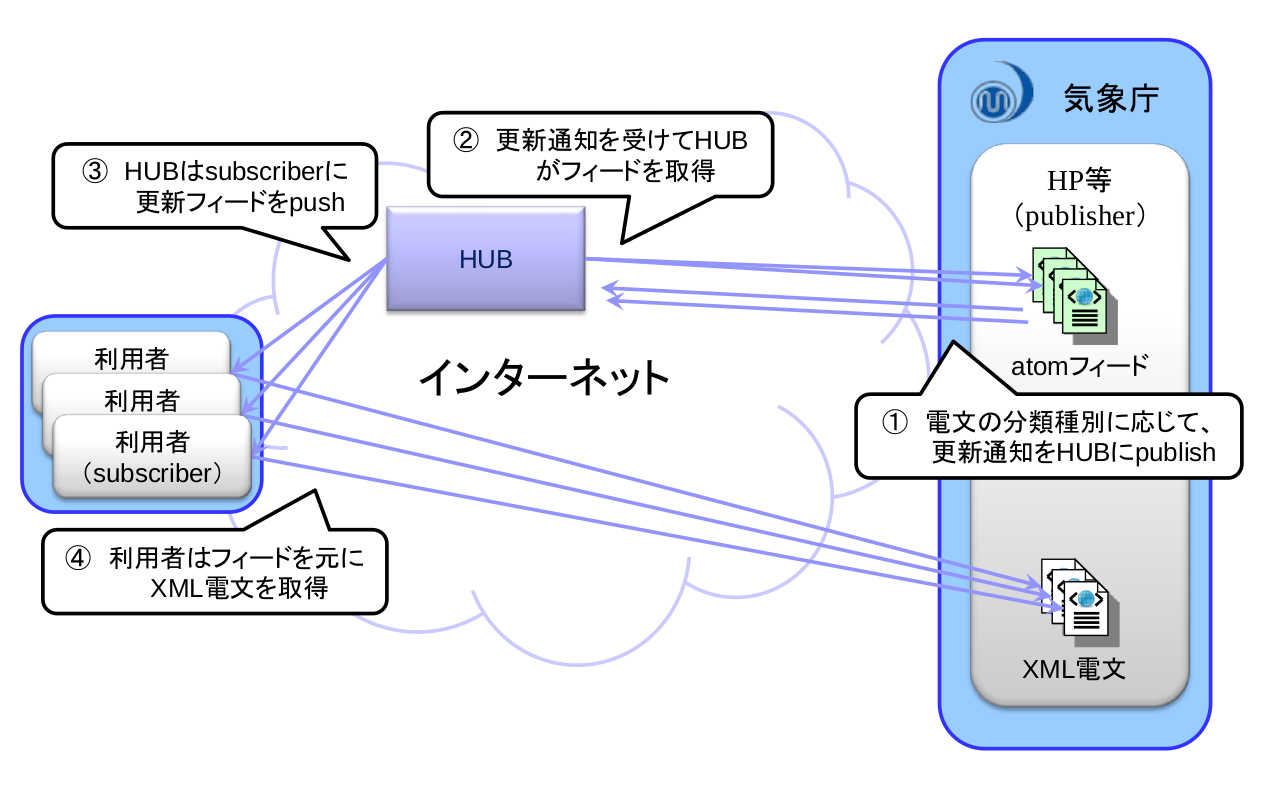 気象庁
HP等
（publisher）
atomフィード
① 電文の分類種別に応じて、
更新通知をHUBにpublish
XML電文
② 更新通知を受けてHUB
がフィードを取得
③ HUBはsubscriberに
更新フィードをpush
HUB
インターネット
利用者
利用者
利用者
（subscriber）
④ 利用者はフィードを元に
XML電文を取得